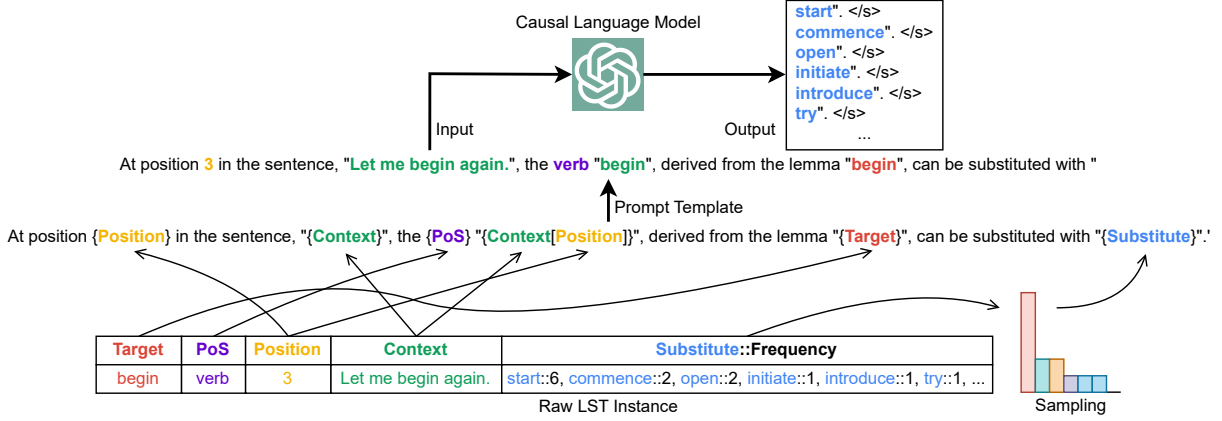 Causal Language Model
start". </s>
commence". </s>
open". </s>
initiate". </s>
introduce". </s>
try". </s>
...
Input
Output
At position 3 in the sentence, "Let me begin again.", the verb "begin", derived from the lemma "begin", can be substituted with "
Prompt Template
At position {Position} in the sentence, "{Context}", the {PoS} "{Context[Position]}", derived from the lemma "{Target}", can be substituted with "{Substitute}".'
Target PoS Position Context Substitute::Frequency
begin verb 3 Let me begin again. start::6, commence::2, open::2, initiate::1, introduce::1, try::1, ...
Raw LST Instance
Sampling